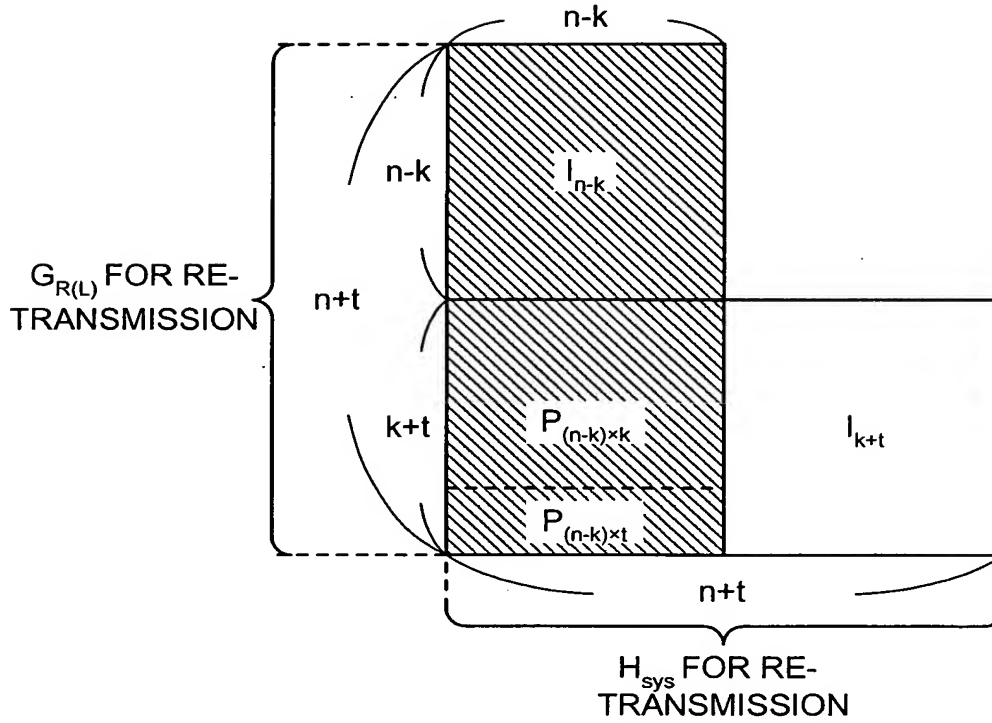 n-k
n-k
I_{n-k}
G_{R(L)} FOR RE-
TRANSMISSION
n+t
k+t
P_{(n-k)×k}
I_{k+t}
P_{(n-k)×t}
n+t
H_{sys} FOR RE-
TRANSMISSION